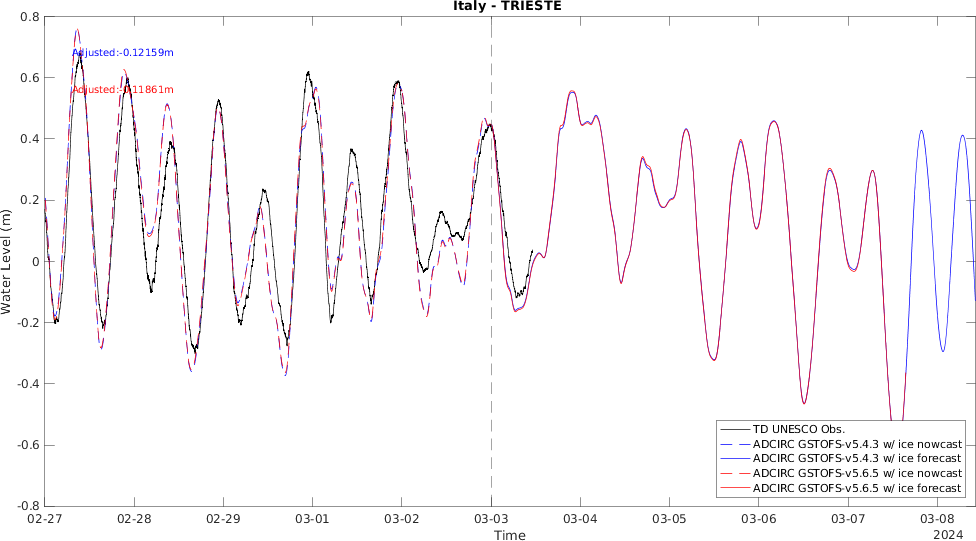 Italy - TRIESTE
0.8
Adjusted:-0.12159m
0.6
Adjusted:-0.11861m
0.4
0.2
0
-0.2
-0.4
-0.6
-0.8
Water Level (m)
TD UNESCO Obs.
ADCIRC GSTOFS-v5.4.3 w/ ice nowcast
ADCIRC GSTOFS-v5.4.3 w/ ice forecast
ADCIRC GSTOFS-v5.6.5 w/ ice nowcast
ADCIRC GSTOFS-v5.6.5 w/ ice forecast
02-27 02-28 02-29 03-01 03-02 03-03 03-04 03-05 03-06 03-07 03-08
Time
2024